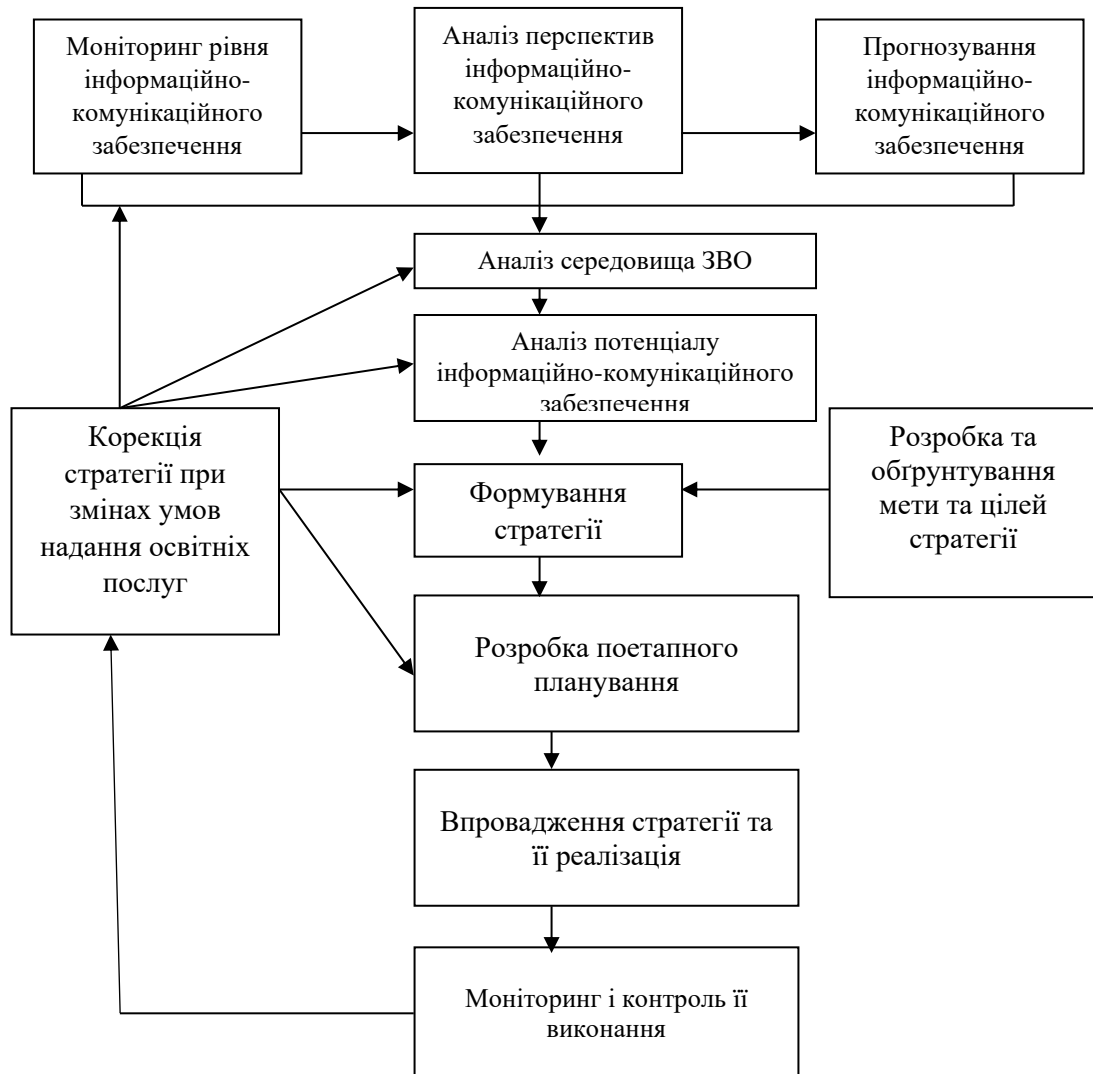 Моніторинг рівня
інформаційно-
комунікаційного
забезпечення
Аналіз перспектив
інформаційно-
комунікаційного
забезпечення
Прогнозування
інформаційно-
комунікаційного
забезпечення
Аналіз середовища ЗВО
Аналіз потенціалу
інформаційно-комунікаційного
забезпечення
Корекція
стратегії при
змінах умов
надання освітніх
послуг
Формування
стратегії
Розробка та
обґрунтування
мети та цілей
стратегії
Розробка поетапного
планування
Впровадження стратегії та
її реалізація
Моніторинг і контроль її
виконання